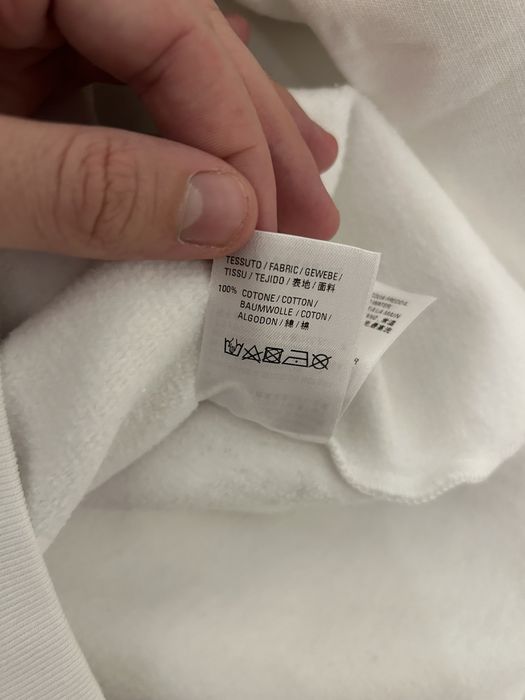 TESSUTO / FABRIC / GEWEBE /
TISSU / TEJIDO / 表地 / 面料
100% COTONE / COTTON /
BAUMWOLLE / COTON /
ALGODON / 綿 / 棉